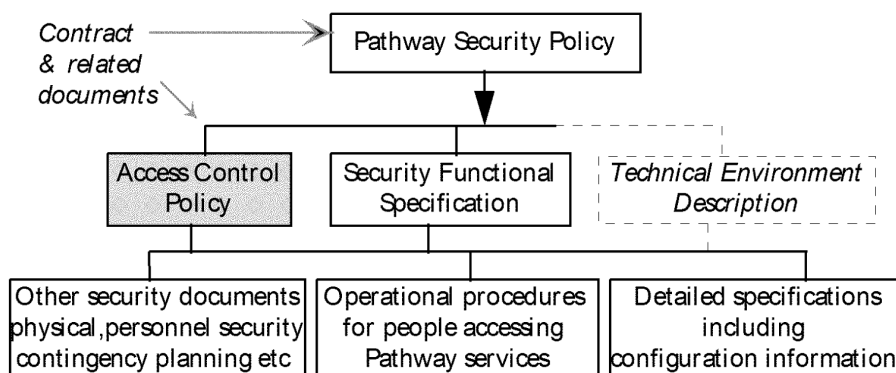 Contract
& related
documents
Pathway Security Policy
Access Control
Policy
Security Functional
Specification
Technical Environment
Description
Other security documents
physical,personnel security
contingency planning etc
Operational procedures
for people accessing
Pathway services
Detailed specifications
including
configuration information